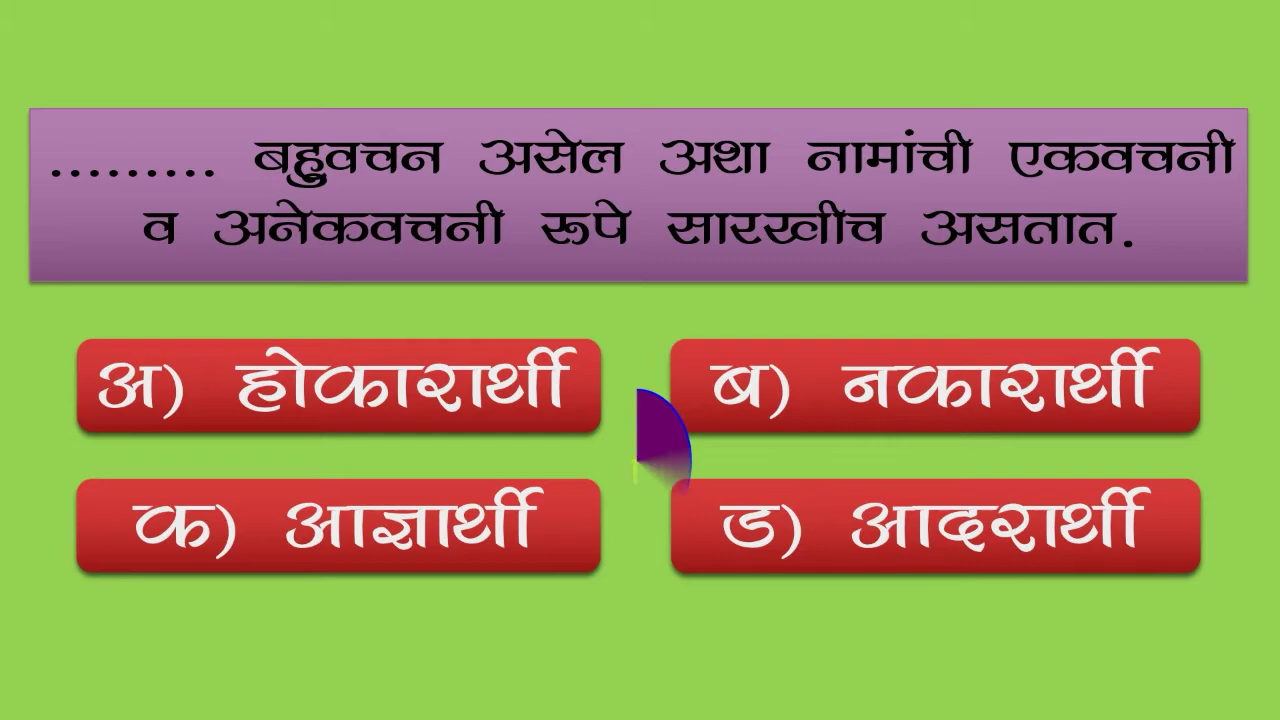 ......... बहुवचन असेल अशा नामांची एकवचनी
व अनेकवचनी रूपे सारखीच असतात.
अ) होकारार्थी
ब) नकारार्थी
क) आज्ञार्थी
ड) आदरार्थी